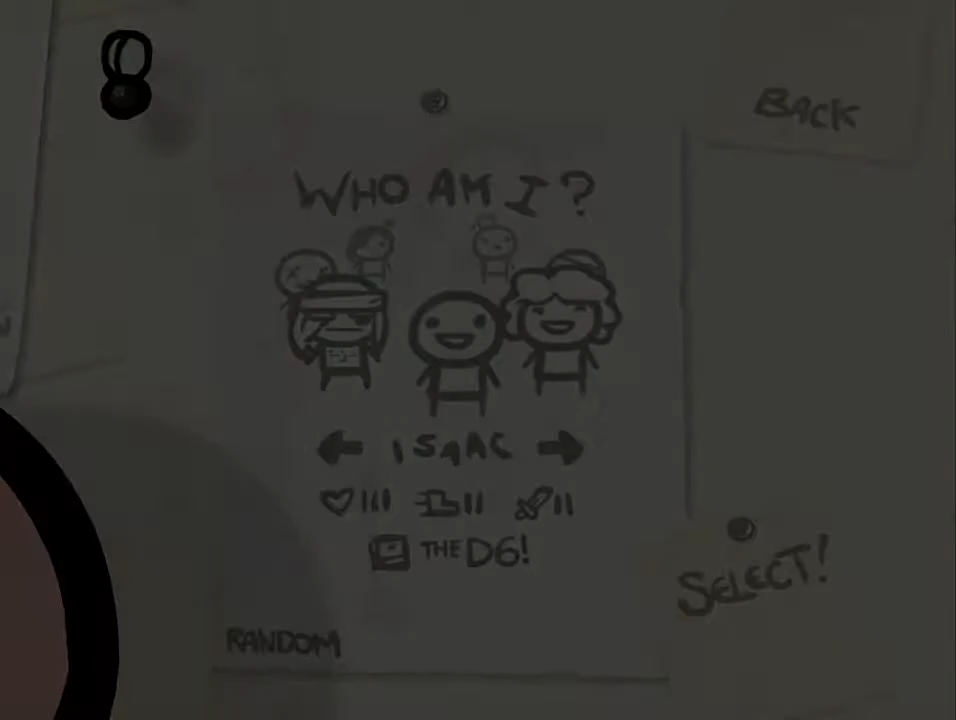 BACK
WHO AM I?
ISAAC
THE D6!
SELECT!
RANDOM